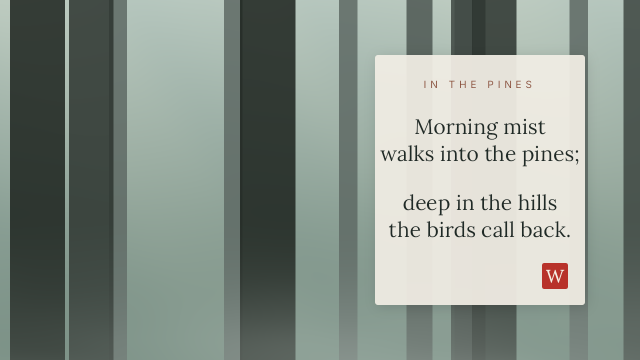 IN THE PINES
Morning mist
walks into the pines;
deep in the hills
the birds call back.
W